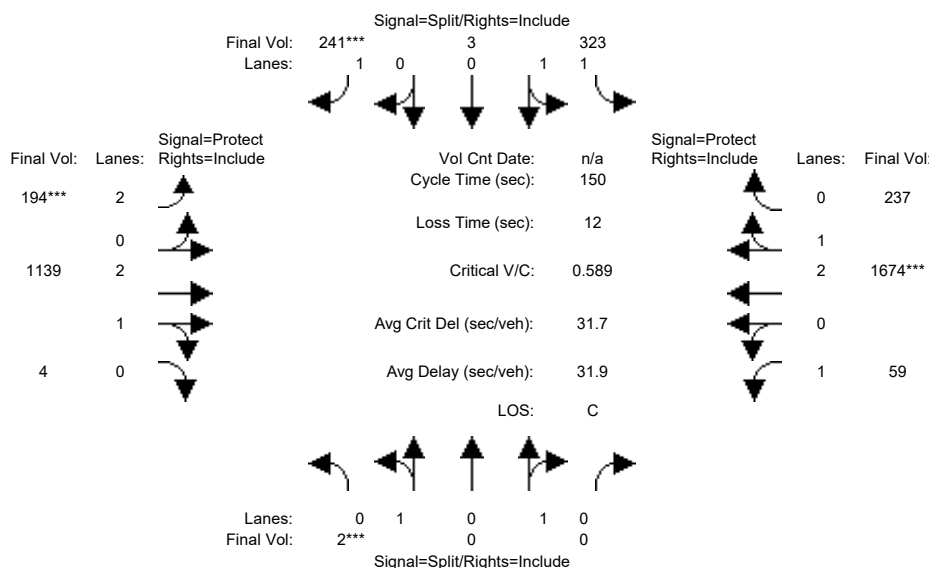 Signal=Split/Rights=Include
Final Vol: 241*** 3 323
Lanes: 1 0 0 1 1
Signal=Protect
Final Vol: Lanes: Rights=Include
Vol Cnt Date: n/a
Signal=Protect
Rights=Include Lanes: Final Vol:
Cycle Time (sec): 150
194*** 2
0 237
Loss Time (sec): 12
0
1
1139 2
Critical V/C: 0.589
2 1674***
1
Avg Crit Del (sec/veh): 31.7
0
4 0
Avg Delay (sec/veh): 31.9
1 59
LOS: C
Lanes: 0 1 0 1 0
Final Vol: 2*** 0 0
Signal=Split/Rights=Include